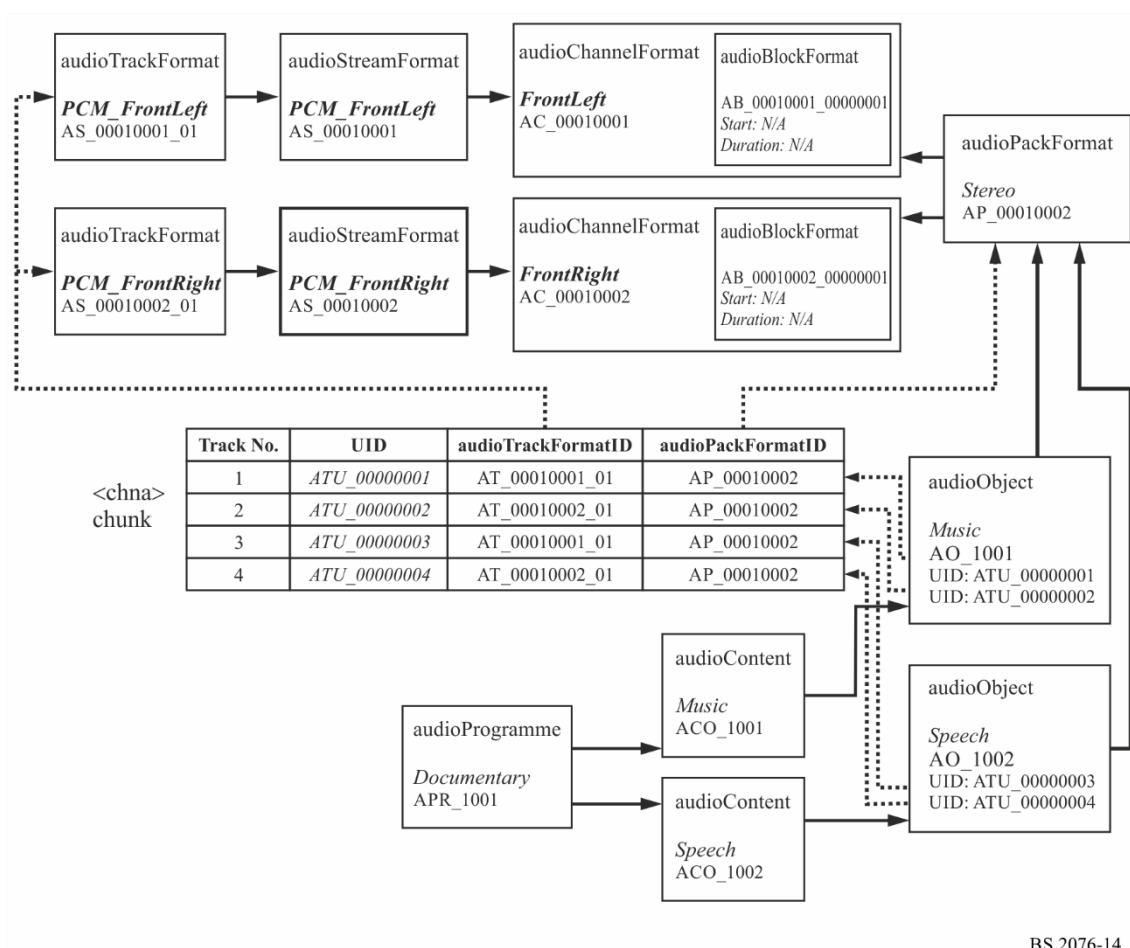 audioTrackFormat
PCM_FrontLeft
AS_00010001_01
audioStreamFormat
PCM_FrontLeft
AS_00010001
audioChannelFormat
FrontLeft
AC_00010001
audioBlockFormat
AB_00010001_00000001
Start: N/A
Duration: N/A
audioPackFormat
Stereo
AP_00010002
audioTrackFormat
PCM_FrontRight
AS_00010002_01
audioStreamFormat
PCM_FrontRight
AS_00010002
audioChannelFormat
FrontRight
AC_00010002
audioBlockFormat
AB_00010002_00000001
Start: N/A
Duration: N/A
<chna>
chunk
Track No. UID audioTrackFormatID audioPackFormatID
1 ATU_00000001 AT_00010001_01 AP_00010002
2 ATU_00000002 AT_00010002_01 AP_00010002
3 ATU_00000003 AT_00010001_01 AP_00010002
4 ATU_00000004 AT_00010002_01 AP_00010002
audioObject
Music
AO_1001
UID: ATU_00000001
UID: ATU_00000002
audioProgramme
Documentary
APR_1001
audioContent
Music
ACO_1001
audioContent
Speech
ACO_1002
audioObject
Speech
AO_1002
UID: ATU_00000003
UID: ATU_00000004
BS.2076-14